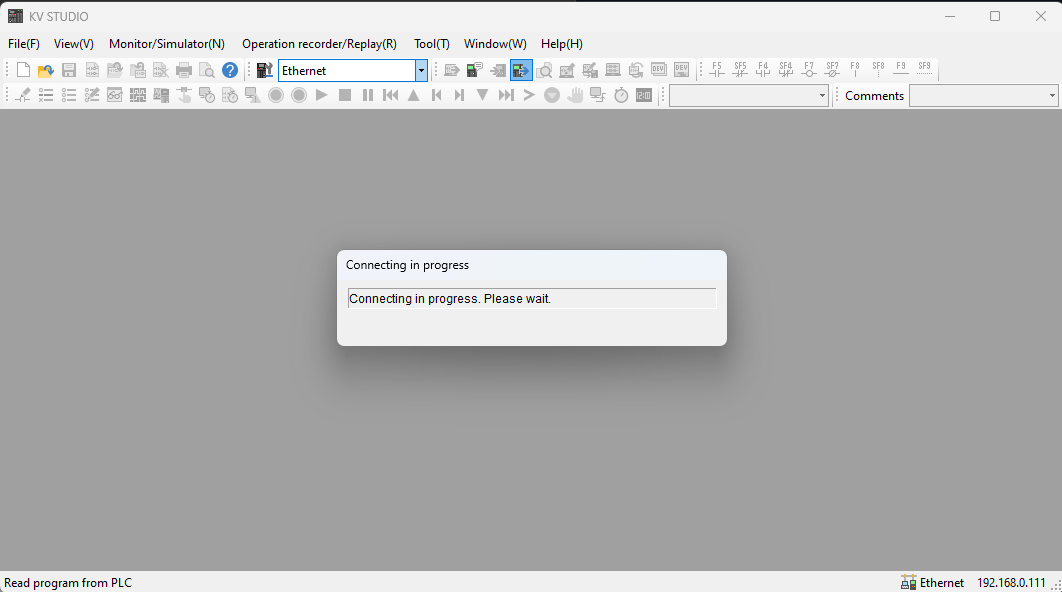 KV STUDIO
File(F) View(V) Monitor/Simulator(N) Operation recorder/Replay(R) Tool(T) Window(W) Help(H)
Ethernet
F5 SF5 F4 SF4 F7 SF7 F8 SF8 F9 SF9
Comments
Connecting in progress
Connecting in progress. Please wait.
Read program from PLC
Ethernet 192.168.0.111